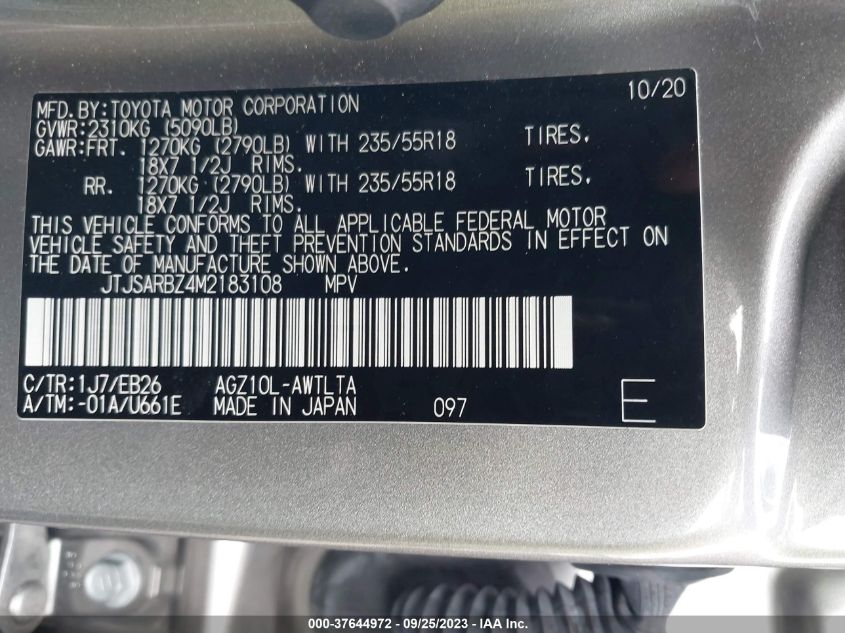 MFD.BY:TOYOTA MOTOR CORPORATION 10/20
GVWR:2310KG (5090LB)
GAWR:FRT. 1270KG (2790LB) WITH 235/55R18 TIRES.
18X7 1/2J RIMS.
RR. 1270KG (2790LB) WITH 235/55R18 TIRES.
18X7 1/2J RIMS.
THIS VEHICLE CONFORMS TO ALL APPLICABLE FEDERAL MOTOR
VEHICLE SAFETY AND THEFT PREVENTION STANDARDS IN EFFECT ON
THE DATE OF MANUFACTURE SHOWN ABOVE.
JTJSARBZ4M2183108 MPV
C/TR:1J7/EB26 AGZ10L-AWTLTA
A/TM:-01A/U661E MADE IN JAPAN 097 E
000-37644972 / 09/25/2023 - IAA Inc.